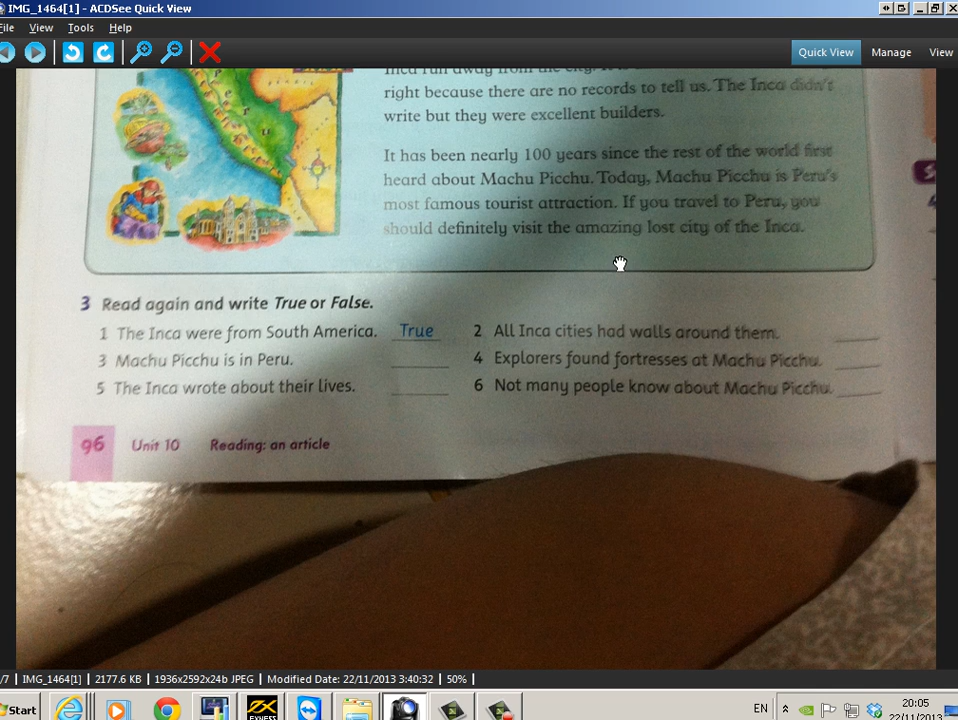 IMG_1464[1] - ACDSee Quick View
File View Tools Help
Quick View Manage View
Inca run away from the city.
right because there are no records to tell us. The Inca didn't
write but they were excellent builders.
It has been nearly 100 years since the rest of the world first
heard about Machu Picchu. Today, Machu Picchu is Peru's
most famous tourist attraction. If you travel to Peru, you
should definitely visit the amazing lost city of the Inca.
3 Read again and write True or False.
1 The Inca were from South America. True
2 All Inca cities had walls around them.
3 Machu Picchu is in Peru.
4 Explorers found fortresses at Machu Picchu.
5 The Inca wrote about their lives.
6 Not many people know about Machu Picchu.
96 Unit 10 Reading: an article
/7 | IMG_1464[1] | 2177.6 KB | 1936x2592x24b JPEG | Modified Date: 22/11/2013 3:40:32 | 50% |
Start
EXNESS
EN
20:05
22/11/2013